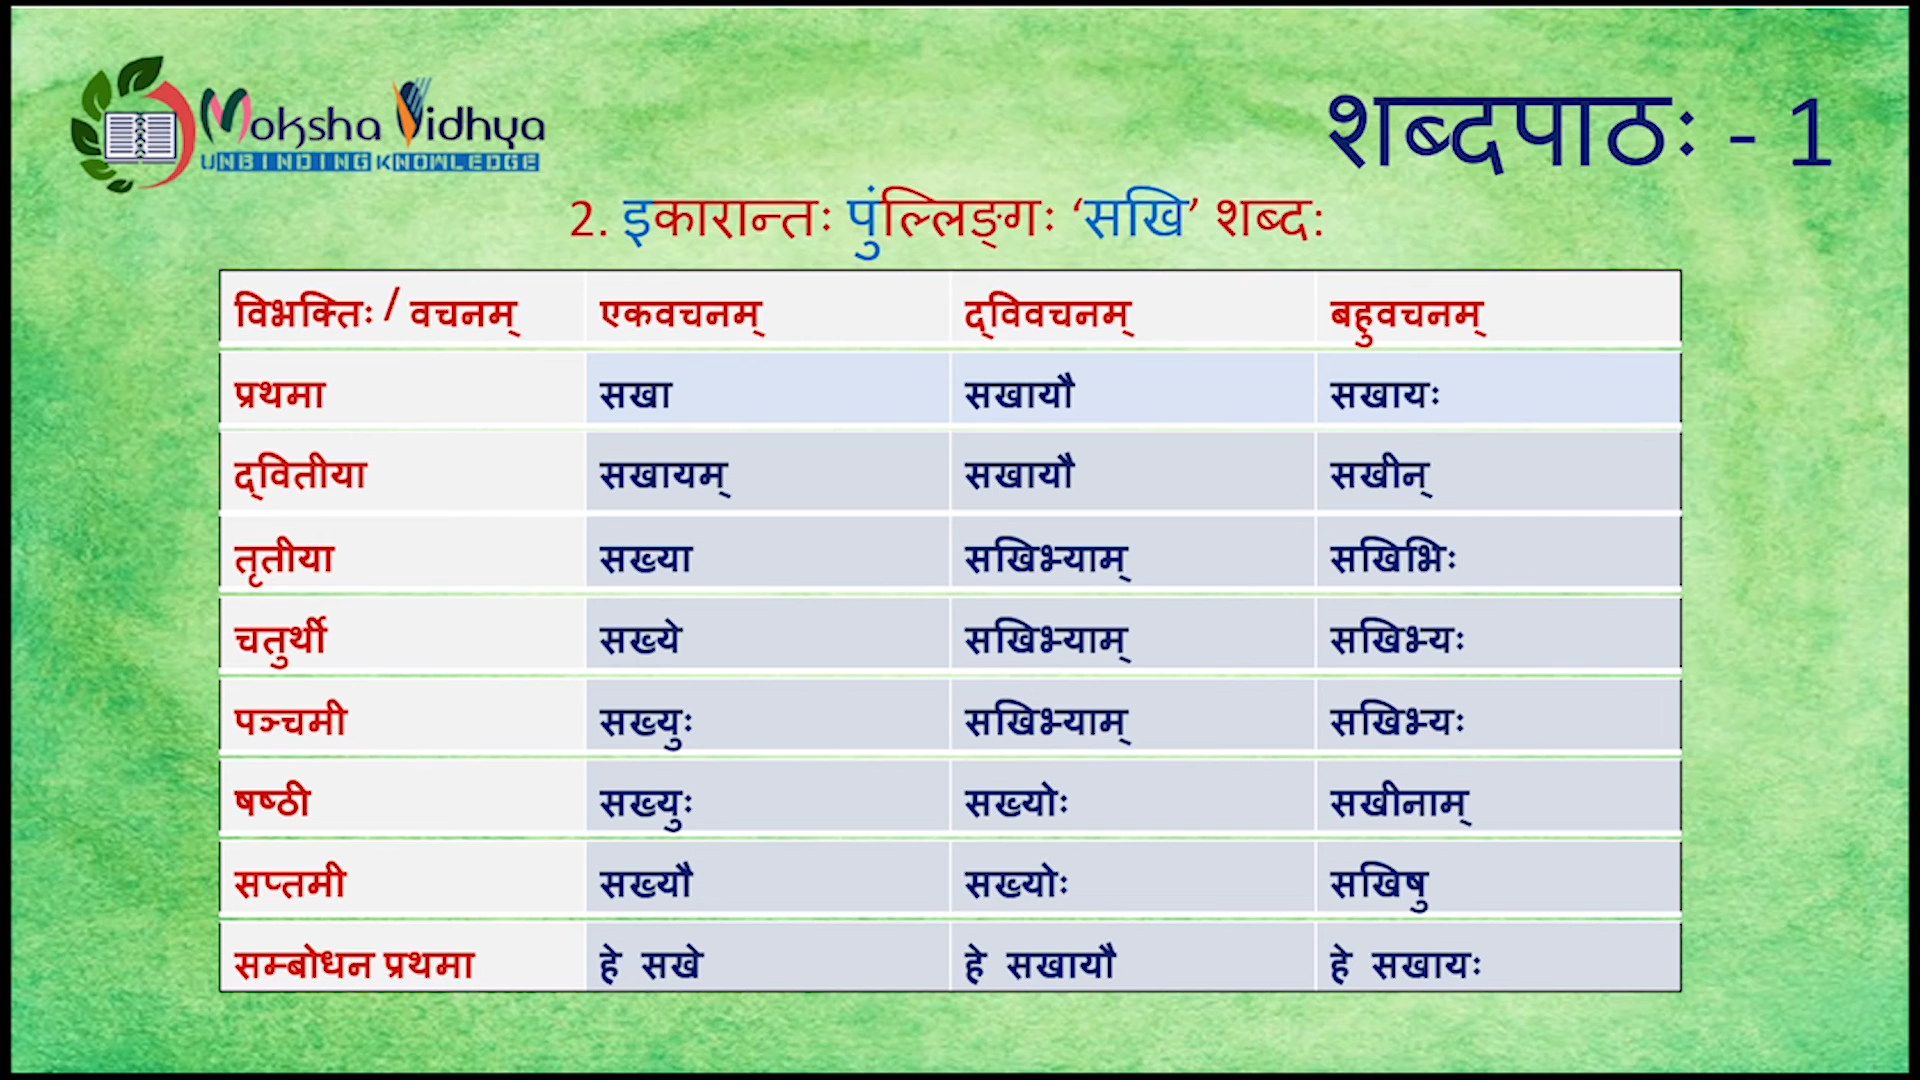 Moksha Vidhya
UNBINDING KNOWLEDGE
शब्दपाठः - 1
2. इकारान्तः पुंल्लिङ्गः ‘सखि’ शब्द:
विभक्तिः / वचनम् एकवचनम् द्विवचनम् बहुवचनम्
प्रथमा सखा सखायौ सखायः
द्वितीया सखायम् सखायौ सखीन्
तृतीया सख्या सखिभ्याम् सखिभिः
चतुर्थी सख्ये सखिभ्याम् सखिभ्यः
पञ्चमी सख्युः सखिभ्याम् सखिभ्यः
षष्ठी सख्युः सख्योः सखीनाम्
सप्तमी सख्यौ सख्योः सखिषु
सम्बोधन प्रथमा हे सखे हे सखायौ हे सखायः